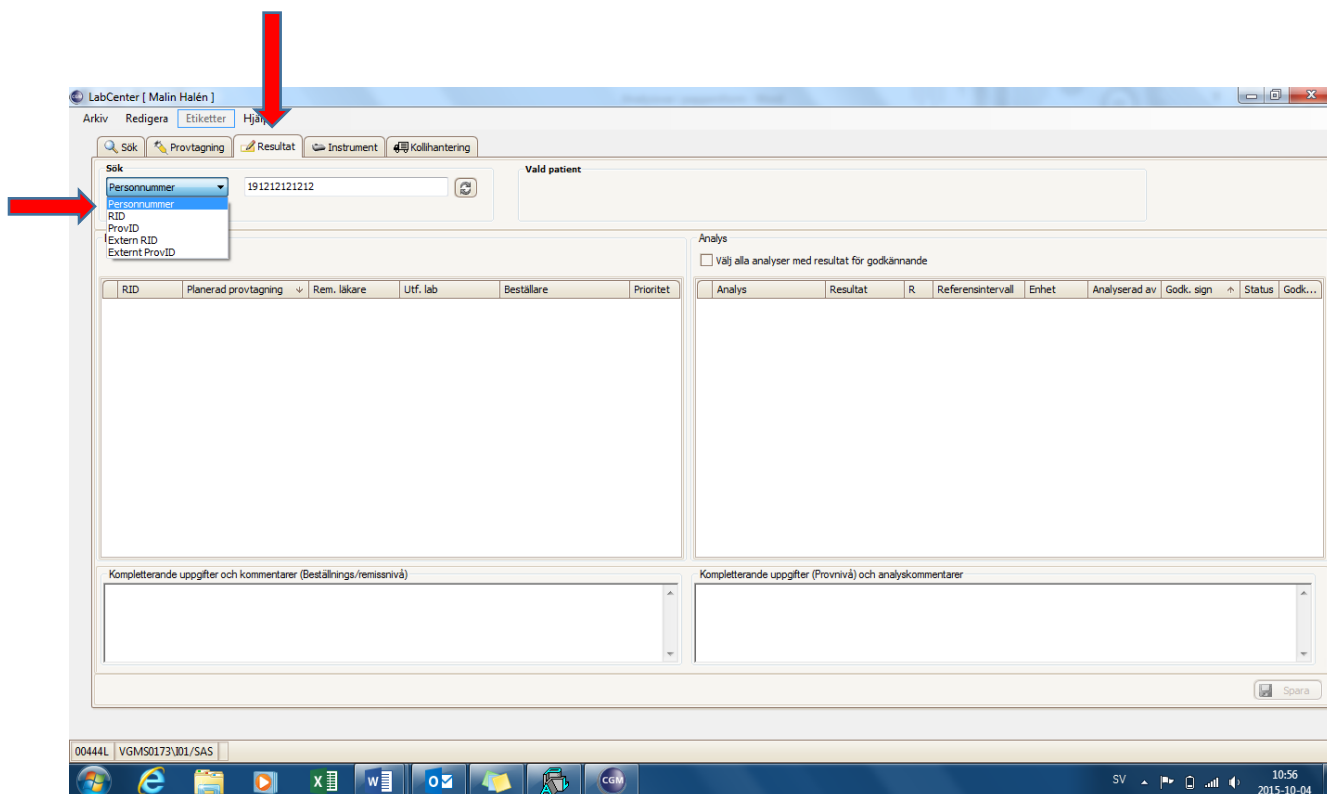 LabCenter [ Malin Halén ]
Arkiv Redigera Etiketter
Sök Provtagning Resultat Instrument Kollihantering
Sök
Vald patient
Personnummer 191212121212
Personnummer
RID
ProvID
Extern RID
Externt ProvID
Analys
Välj alla analyser med resultat för godkännande
RID Planerad provtagning Rem. läkare Utf. lab Beställare Prioritet
Analys Resultat R Referensintervall Enhet Analyserad av Godk. sign Status Godk...
Kompletterande uppgifter och kommentarer (Beställnings/remissnivå)
Kompletterande uppgifter (Provnivå) och analyskommentarer
Spara
00444L VGMS0173\J01/SAS
CGM
SV
10:56
2015-10-04